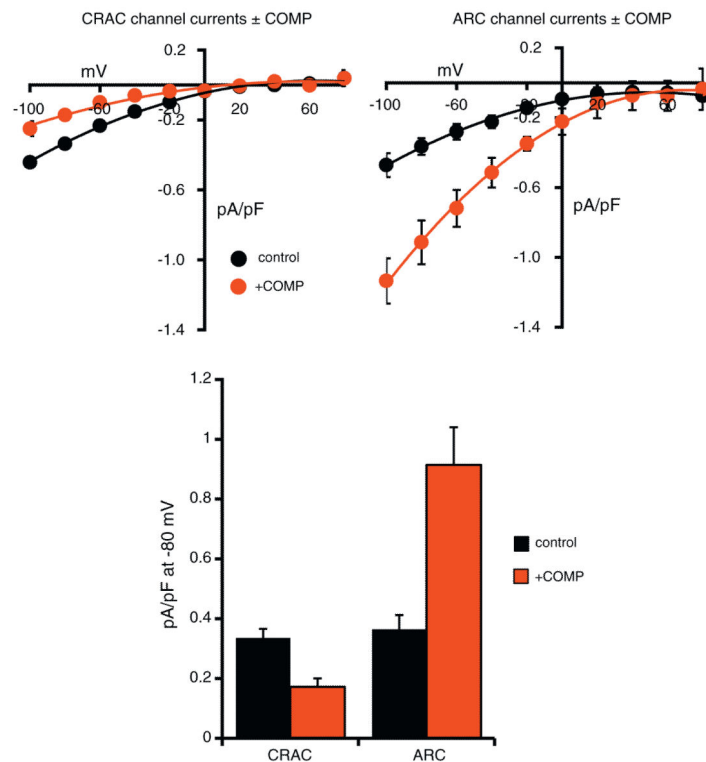 CRAC channel currents ± COMP
0.2
mV
-100
-60
-20
20
60
-0.2
-0.6
pA/pF
control
-1.0
+COMP
-1.4
ARC channel currents ± COMP
0.2
mV
-100
-60
-20
20
60
-0.2
-0.6
pA/pF
-1.0
-1.4
1.2
1
0.8
0.6
0.4
0.2
0
pA/pF at -80 mV
control
+COMP
CRAC
ARC